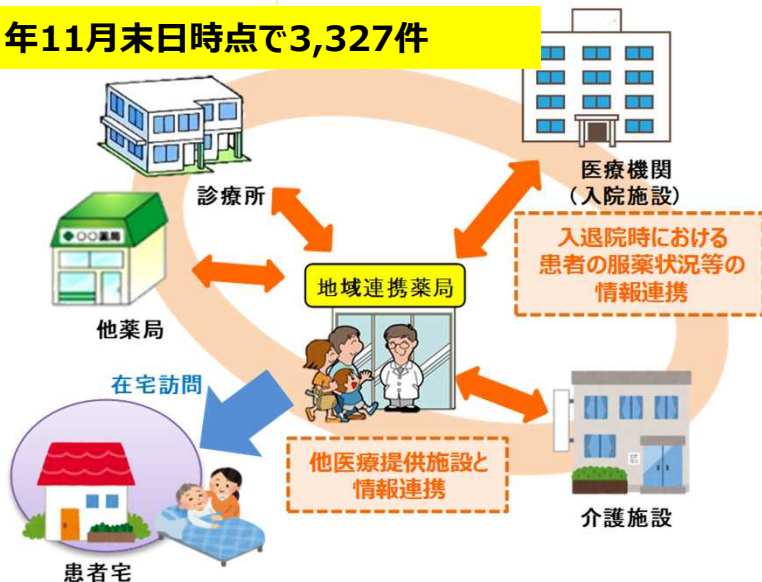 年11月末日時点で3,327件
診療所
医療機関
(入院施設)
○○薬局
他薬局
地域連携薬局
入退院時における
患者の服薬状況等の
情報連携
在宅訪問
他医療提供施設と
情報連携
介護施設
患者宅